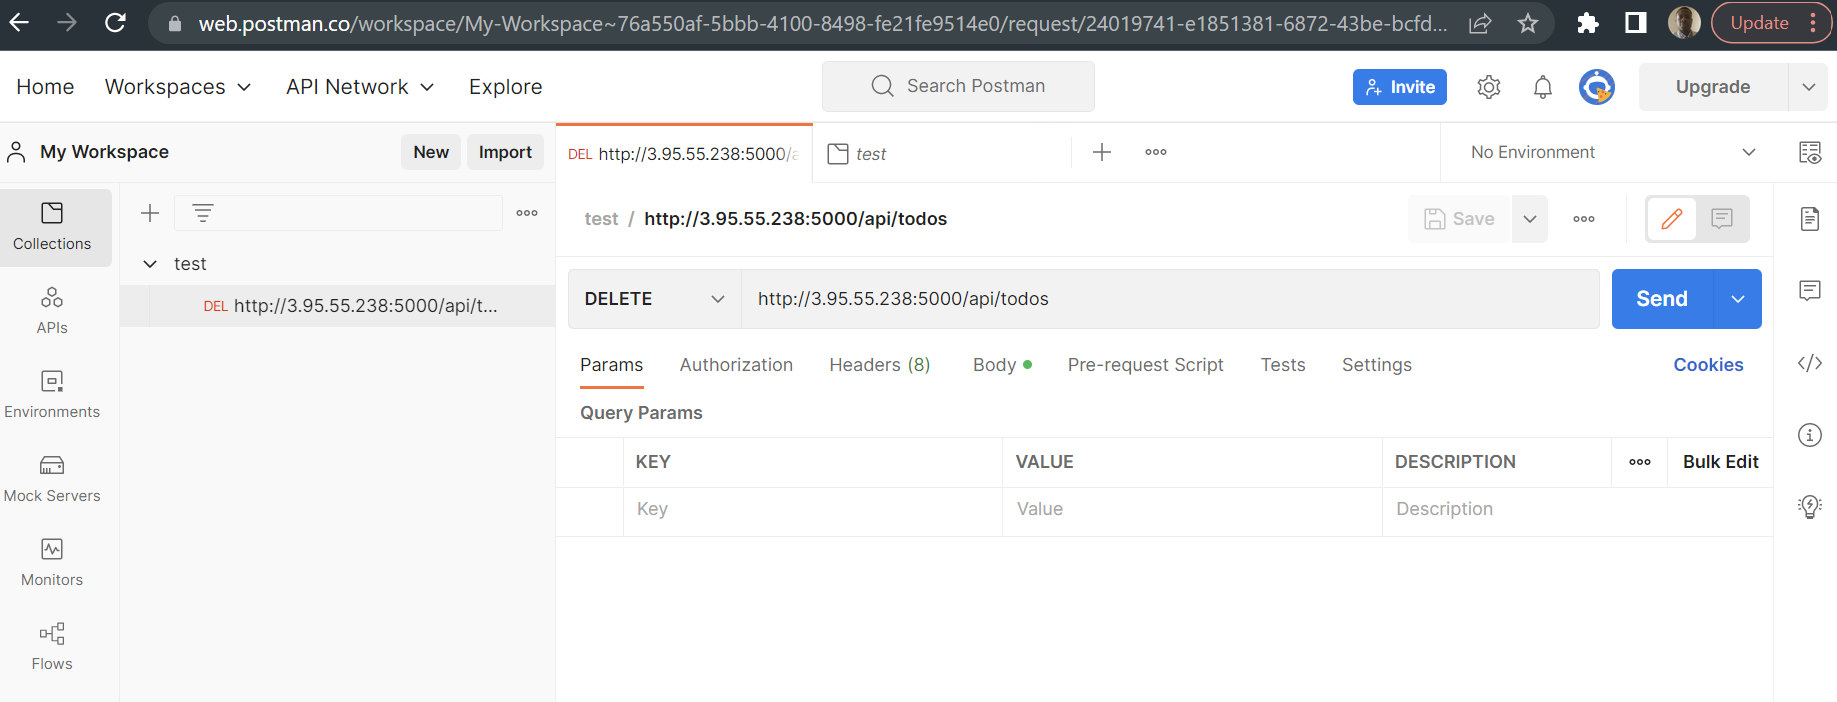 web.postman.co/workspace/My-Workspace~76a550af-5bbb-4100-8498-fe21fe9514e0/request/24019741-e1851381-6872-43be-bcfd... Update
Home Workspaces API Network Explore Search Postman Invite Upgrade
My Workspace New Import DEL http://3.95.55.238:5000/a test No Environment
Collections
APIs
Environments
Mock Servers
Monitors
Flows
test
DEL http://3.95.55.238:5000/api/t...
test / http://3.95.55.238:5000/api/todos Save
DELETE http://3.95.55.238:5000/api/todos Send
Params Authorization Headers (8) Body Pre-request Script Tests Settings Cookies
Query Params
KEY VALUE DESCRIPTION Bulk Edit
Key Value Description